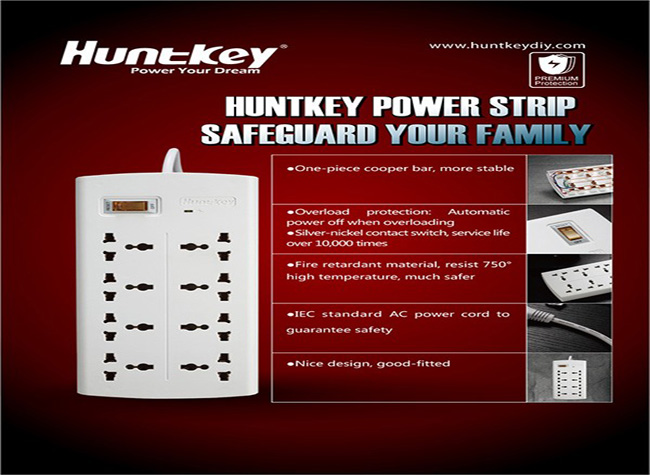 Huntkey®
Power Your Dream
www.huntkeydiy.com
PREMIUM
Protection
HUNTKEY POWER STRIP
SAFEGUARD YOUR FAMILY
Huntkey
●One-piece cooper bar, more stable
●Overload protection: Automatic
power off when overloading
●Silver-nickel contact switch, service life
over 10,000 times
●Fire retardant material, resist 750°
high temperature, much safer
●IEC standard AC power cord to
guarantee safety
●Nice design, good-fitted